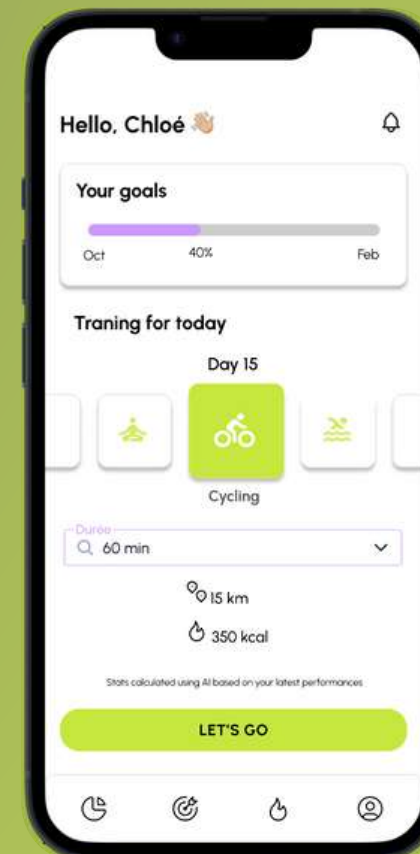 Hello, Chloé 👋🏼
Your goals
Oct 40% Feb
Traning for today
Day 15
Cycling
Durée
60 min
15 km
350 kcal
Stats calculated using AI based on your latest performances
LET'S GO